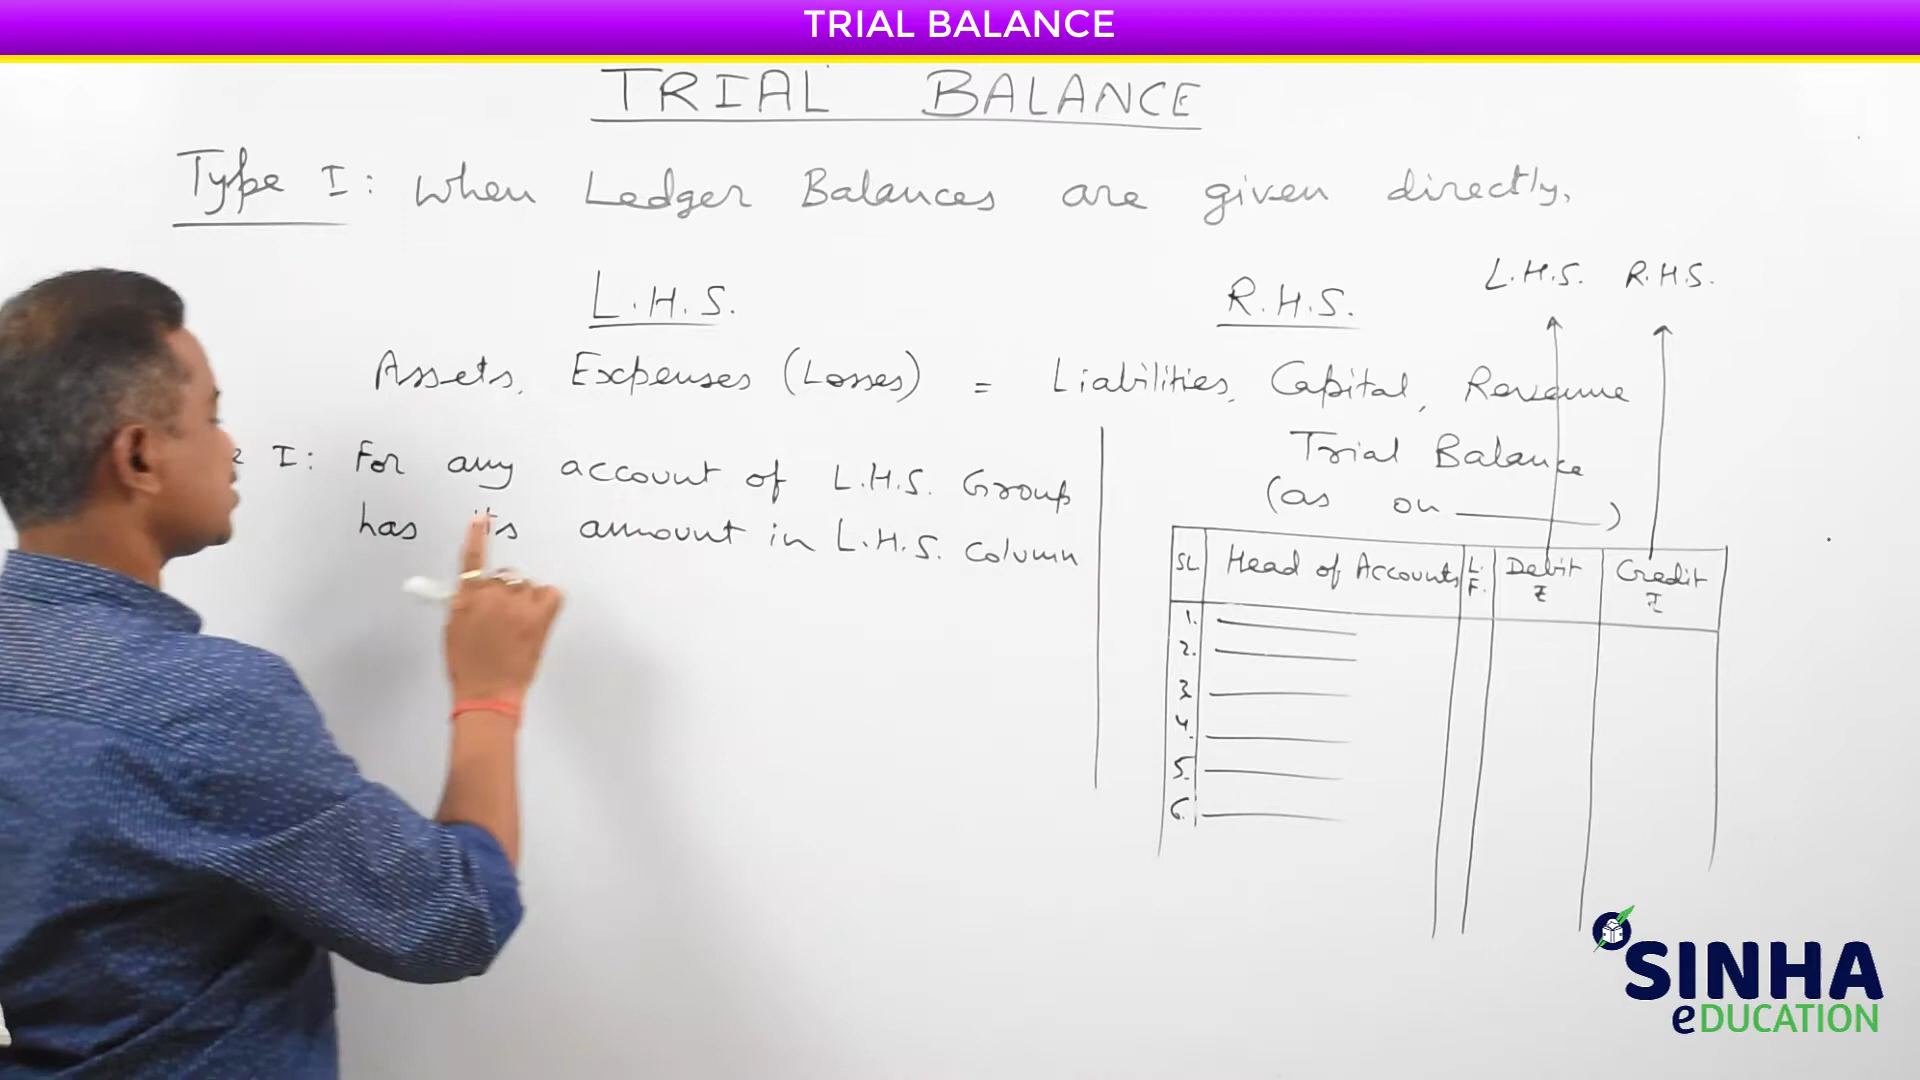 TRIAL BALANCE
TRIAL BALANCE
Type I: When Ledger Balances are given directly,
L.H.S. R.H.S.
L.H.S. R.H.S.
Assets, Expenses (Losses) = Liabilities, Capital, Revenue
I: For any account of L.H.S. Group
has its amount in L.H.S. column
Trial Balance
(as on ______)
SL. Head of Accounts L.F. Debit ₹ Credit ₹
1.
2.
3.
4.
5.
6.
SINHA
eDUCATION